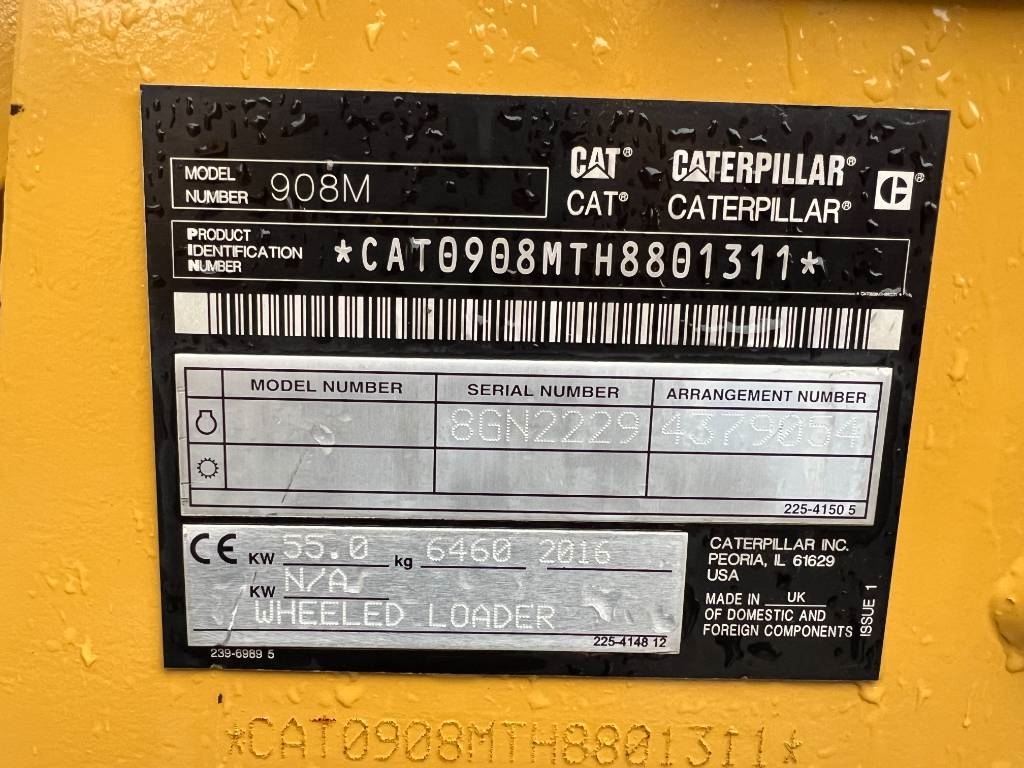 MODEL NUMBER 908M
CAT® CATERPILLAR®
CAT® CATERPILLAR®
PRODUCT IDENTIFICATION NUMBER *CAT0908MTH8801311*
MODEL NUMBER SERIAL NUMBER ARRANGEMENT NUMBER
8GN2229 4379054
225-4150 5
CE KW 55.0 kg 6460 2016
KW N/A
WHEELED LOADER
225-4148 12
239-6989 5
CATERPILLAR INC.
PEORIA, IL 61629
USA
MADE IN UK
OF DOMESTIC AND
FOREIGN COMPONENTS
ISSUE 1
*CAT0908MTH8801311*